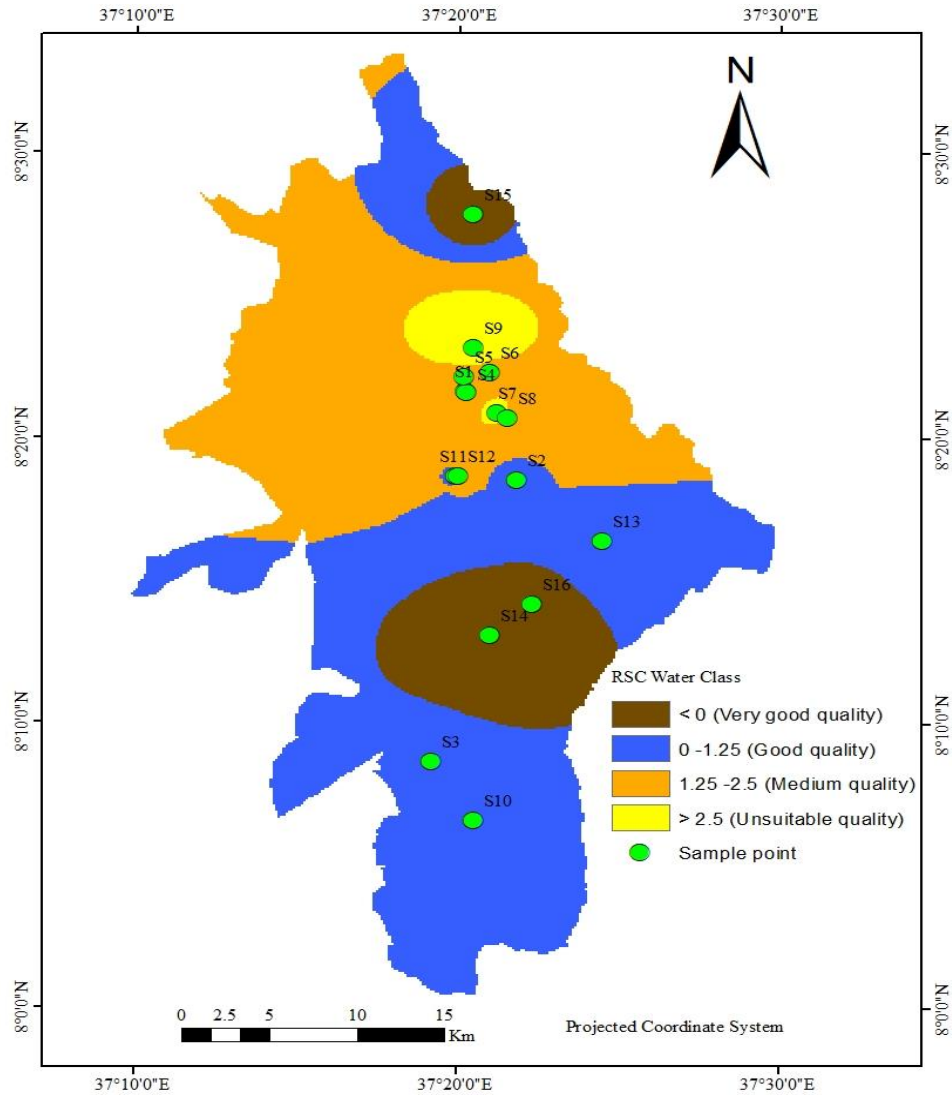 37°10'0"E 37°20'0"E 37°30'0"E
N
8°30'0"N 8°30'0"N
S15
S9
S5 S6
S1 S4
S7 S8
8°20'0"N 8°20'0"N
S11 S12 S2
S13
S16
S14
RSC Water Class
< 0 (Very good quality)
8°10'0"N 8°10'0"N
0 -1.25 (Good quality)
S3
1.25 -2.5 (Medium quality)
S10
> 2.5 (Unsuitable quality)
Sample point
8°0'0"N 8°0'0"N
0 2.5 5 10 15
Km
Projected Coordinate System
37°10'0"E 37°20'0"E 37°30'0"E